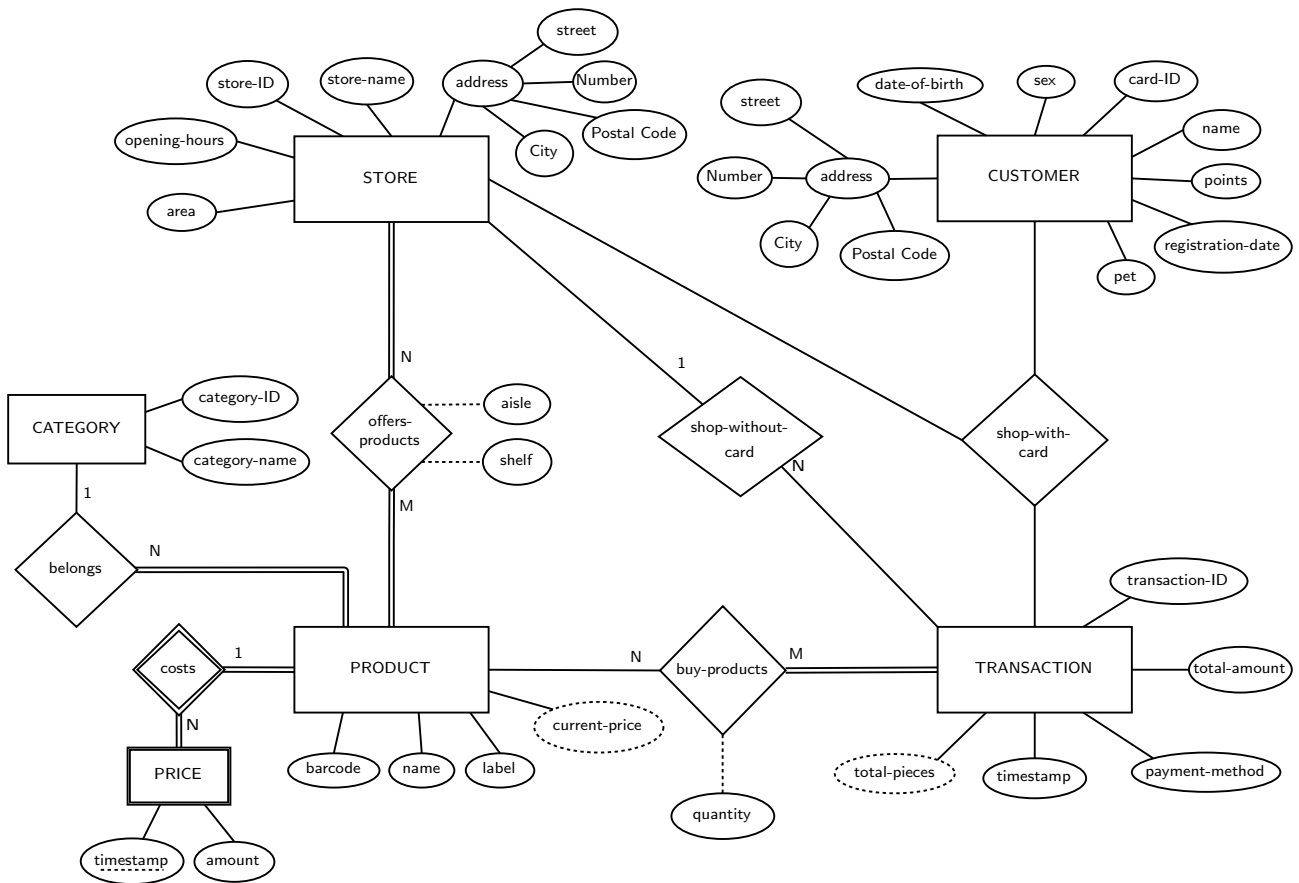 street
store-ID
store-name
address
Number
date-of-birth
sex
card-ID
street
opening-hours
Postal Code
name
City
STORE
CUSTOMER
Number
address
points
area
City
Postal Code
registration-date
pet
N
1
category-ID
aisle
CATEGORY
offers-
products
shop-without-
card
shop-with-
card
category-name
shelf
N
1
M
N
belongs
transaction-ID
costs
1
PRODUCT
N
buy-products
M
TRANSACTION
total-amount
N
current-price
PRICE
barcode
name
label
total-pieces
timestamp
payment-method
quantity
timestamp
amount